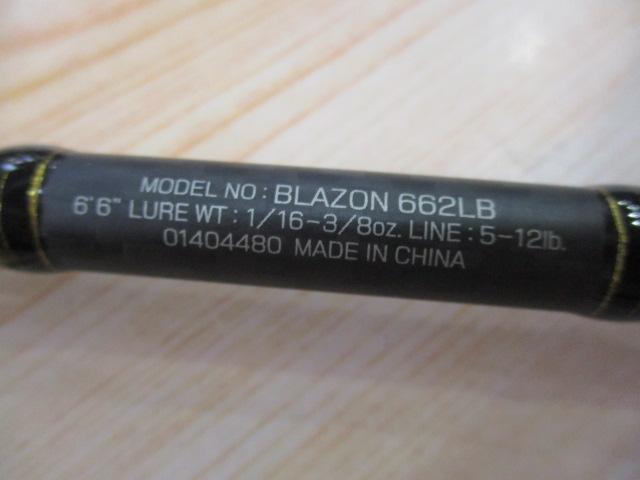 MODEL NO : BLAZON 662LB
6'6" LURE WT : 1/16-3/8oz. LINE : 5-12lb.
01404480 MADE IN CHINA